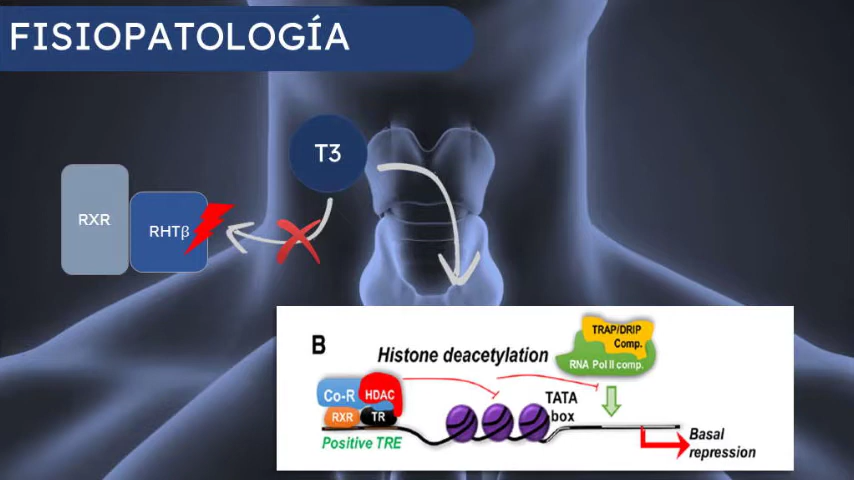 FISIOPATOLOGÍA
T3
RXR
RHTβ
B
Histone deacetylation
TRAP/DRIP
Comp.
RNA Pol II comp.
Co-R
HDAC
RXR
TR
TATA
box
Positive TRE
Basal
repression